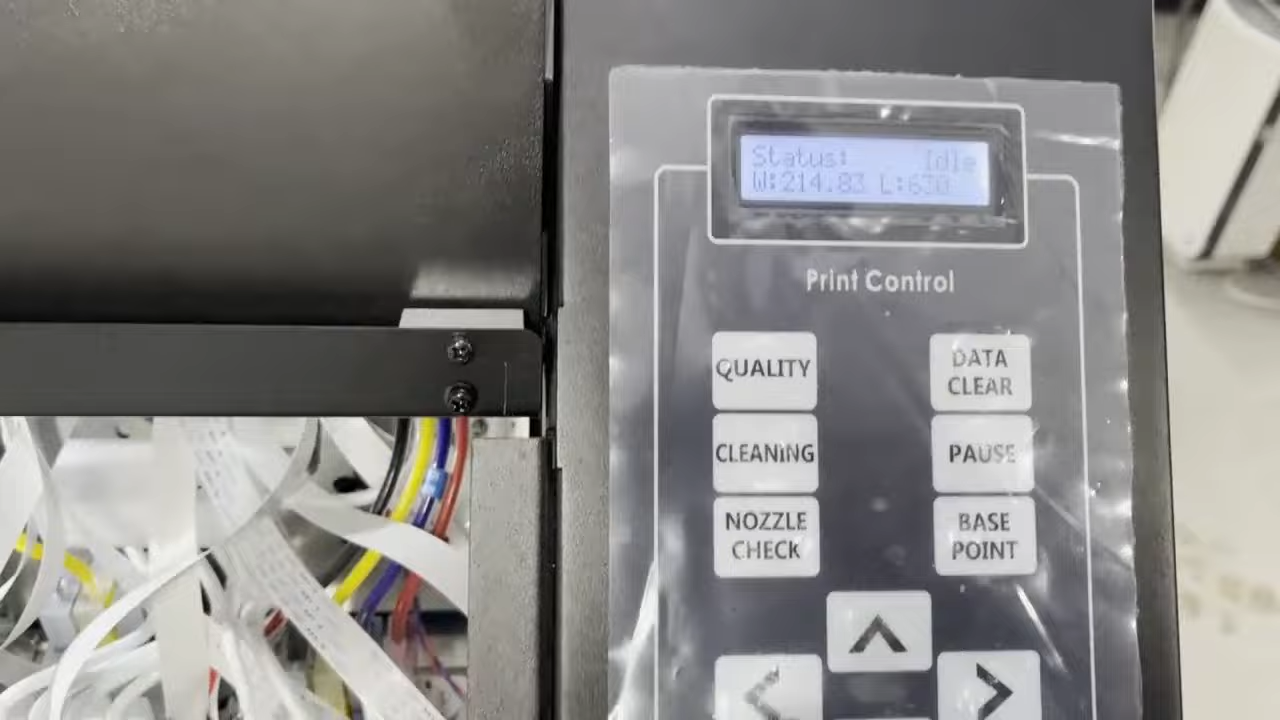 Status: Idle
W:214.83 L:630
Print Control
QUALITY
DATA
CLEAR
CLEANING
PAUSE
NOZZLE
CHECK
BASE
POINT